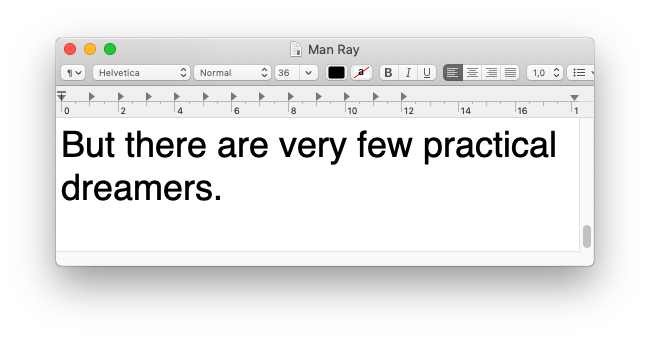 Man Ray
¶ Helvetica Normal 36 a B I U 1,0
0 2 4 6 8 10 12 14 16 1
But there are very few practical
dreamers.